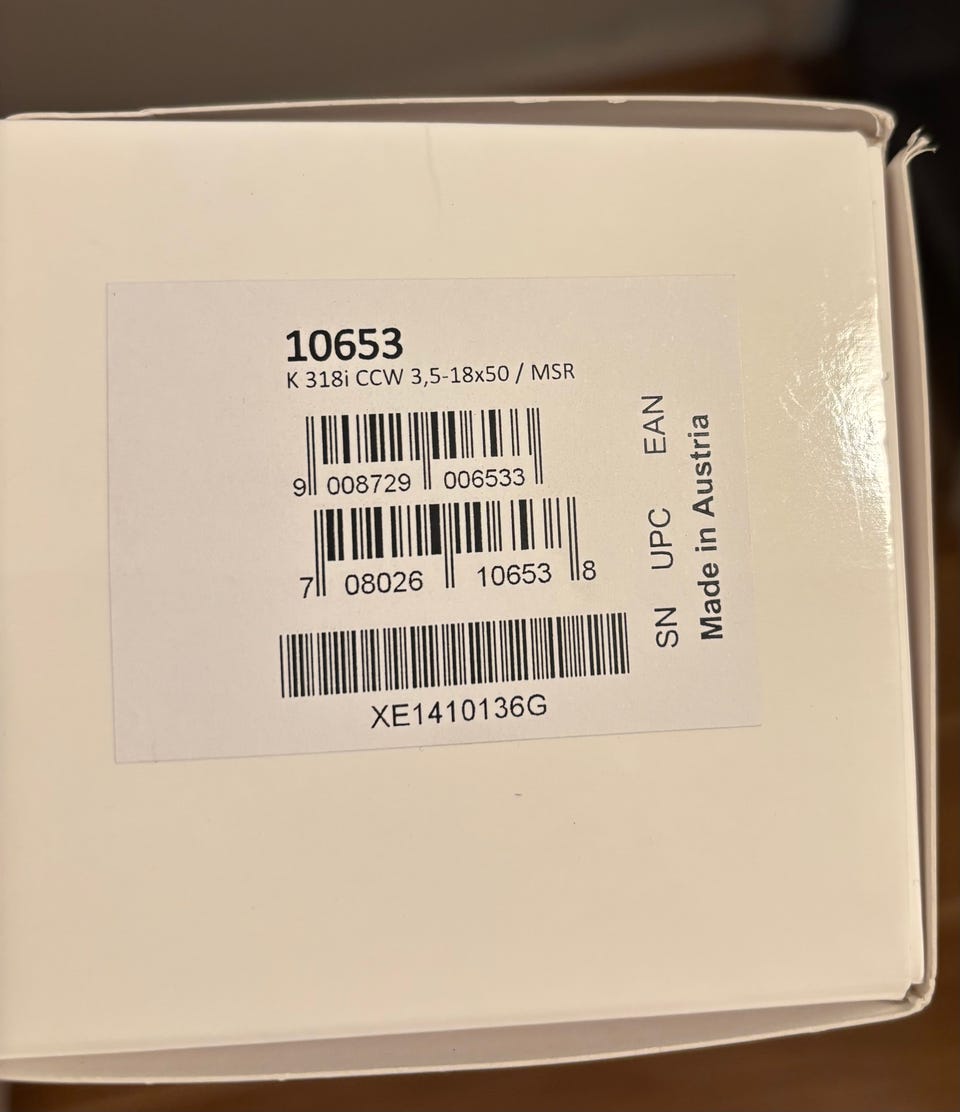 10653
K 318i CCW 3,5-18x50 / MSR
9 008729 006533
7 08026 10653 8
XE1410136G
EAN
UPC
SN
Made in Austria